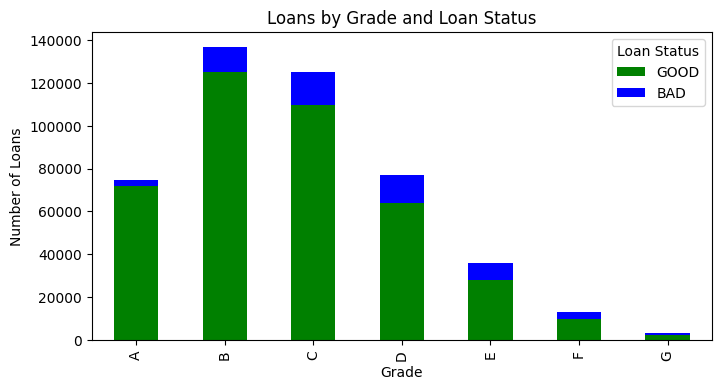 Loans by Grade and Loan Status
Number of Loans
140000
120000
100000
80000
60000
40000
20000
0
Loan Status
GOOD
BAD
A
B
C
D
E
F
G
Grade